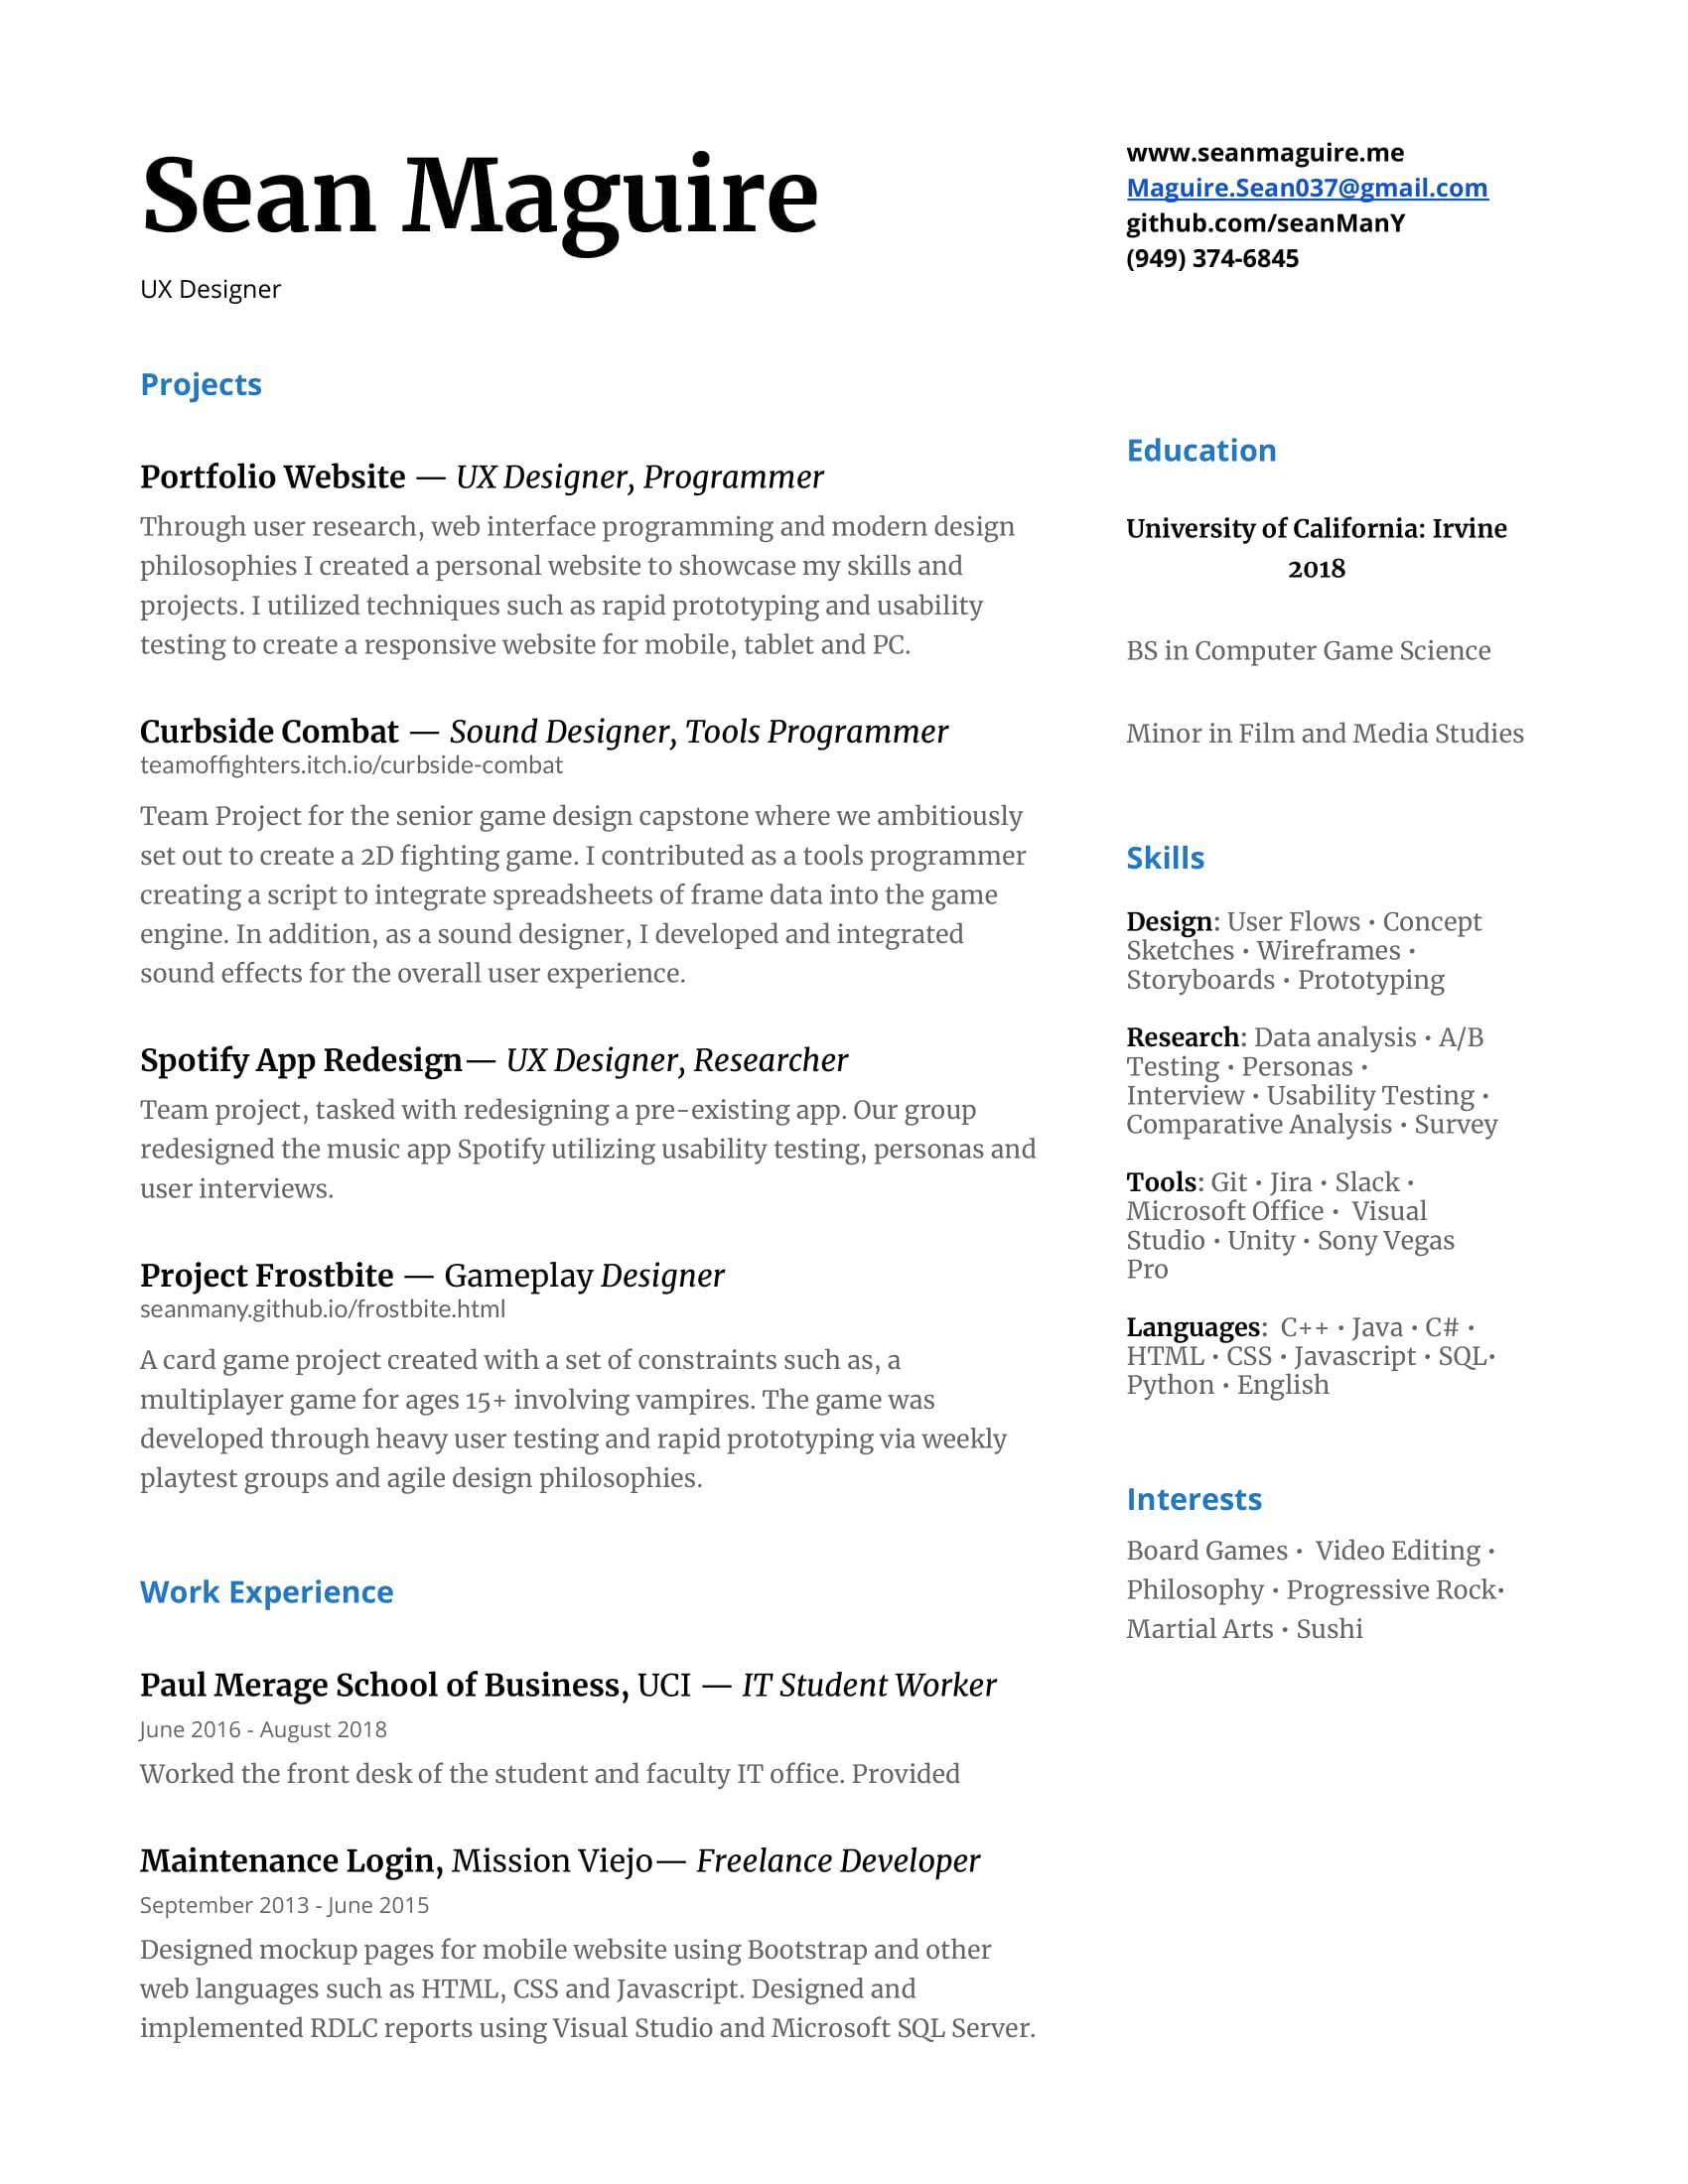 Sean Maguire
UX Designer
www.seanmaguire.me
Maguire.Sean037@gmail.com
github.com/seanManY
(949) 374-6845
Projects
Portfolio Website — UX Designer, Programmer
Through user research, web interface programming and modern design
philosophies I created a personal website to showcase my skills and
projects. I utilized techniques such as rapid prototyping and usability
testing to create a responsive website for mobile, tablet and PC.
Curbside Combat — Sound Designer, Tools Programmer
teamoffighters.itch.io/curbside-combat
Team Project for the senior game design capstone where we ambitiously
set out to create a 2D fighting game. I contributed as a tools programmer
creating a script to integrate spreadsheets of frame data into the game
engine. In addition, as a sound designer, I developed and integrated
sound effects for the overall user experience.
Spotify App Redesign— UX Designer, Researcher
Team project, tasked with redesigning a pre-existing app. Our group
redesigned the music app Spotify utilizing usability testing, personas and
user interviews.
Project Frostbite — Gameplay Designer
seanmany.github.io/frostbite.html
A card game project created with a set of constraints such as, a
multiplayer game for ages 15+ involving vampires. The game was
developed through heavy user testing and rapid prototyping via weekly
playtest groups and agile design philosophies.
Work Experience
Paul Merage School of Business, UCI — IT Student Worker
June 2016 - August 2018
Worked the front desk of the student and faculty IT office. Provided
Maintenance Login, Mission Viejo— Freelance Developer
September 2013 - June 2015
Designed mockup pages for mobile website using Bootstrap and other
web languages such as HTML, CSS and Javascript. Designed and
implemented RDLC reports using Visual Studio and Microsoft SQL Server.
Education
University of California: Irvine
2018
BS in Computer Game Science
Minor in Film and Media Studies
Skills
Design: User Flows • Concept
Sketches • Wireframes •
Storyboards • Prototyping
Research: Data analysis • A/B
Testing • Personas •
Interview • Usability Testing •
Comparative Analysis • Survey
Tools: Git • Jira • Slack •
Microsoft Office •  Visual
Studio • Unity • Sony Vegas
Pro
Languages:  C++ • Java • C# •
HTML • CSS • Javascript • SQL•
Python • English
Interests
Board Games •  Video Editing •
Philosophy • Progressive Rock•
Martial Arts • Sushi